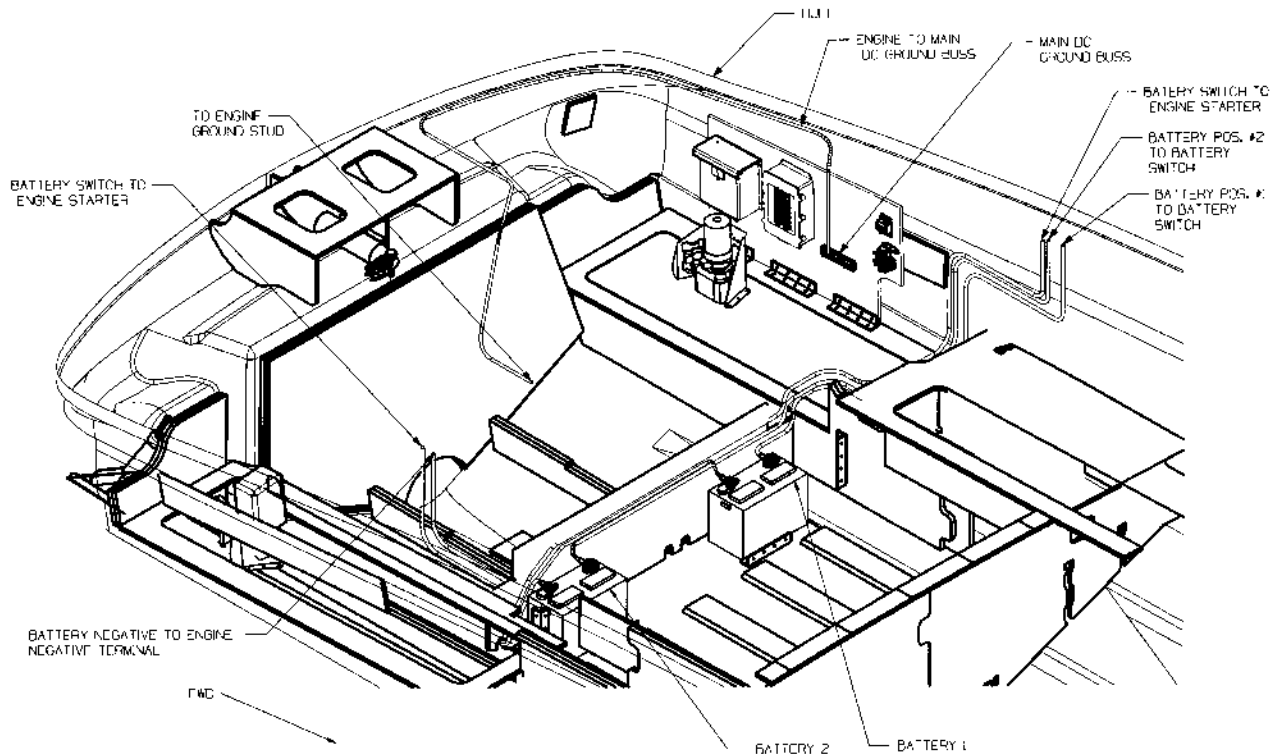 HULL
ENGINE TO MAIN
DC GROUND BUSS
MAIN DC
GROUND BUSS
BATERY SWITCH TO
ENGINE STARTER
BATTERY POS. #2
TO BATTERY
SWITCH
BATTERY POS. #1
TO BATTERY
SWITCH
TO ENGINE
GROUND STUD
BATTERY SWITCH TO
ENGINE STARTER
BATTERY NEGATIVE TO ENGINE
NEGATIVE TERMINAL
FWD
BATTERY 2
BATTERY 1